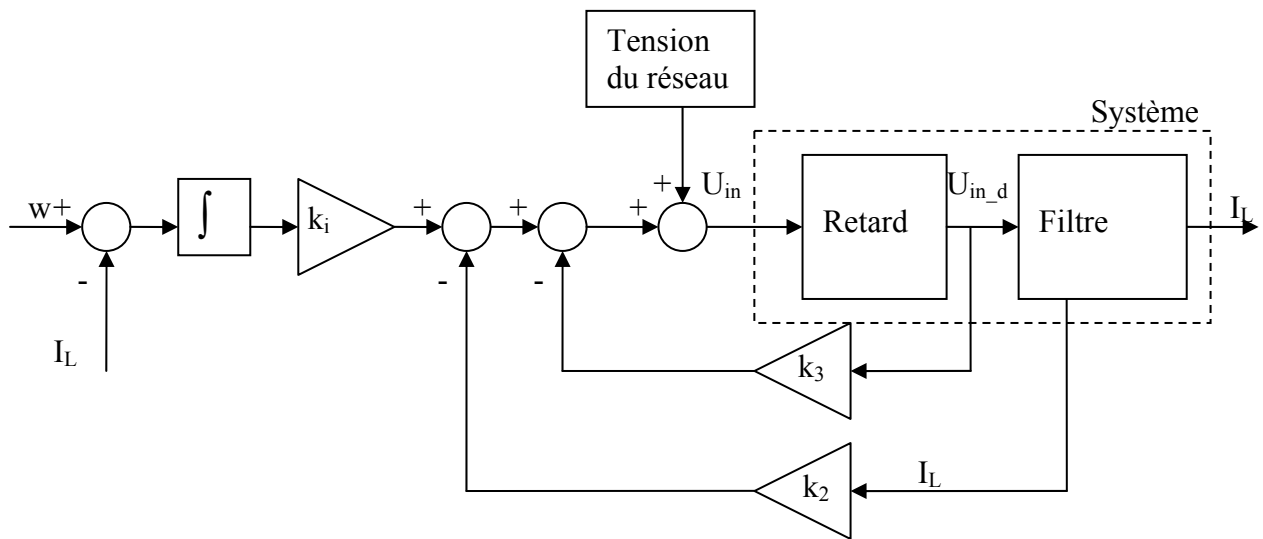 Tension
du réseau
Système
w+
-
I_L
∫
k_i
+
-
+
-
+
+
U_in
Retard
U_in_d
Filtre
I_L
k_3
k_2
I_L